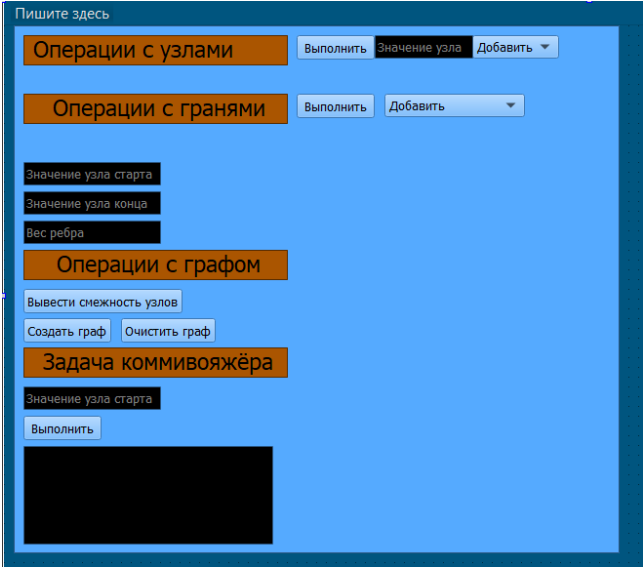 Пишите здесь
Операции с узлами Выполнить Значение узла Добавить
Операции с гранями Выполнить Добавить
Значение узла старта
Значение узла конца
Вес ребра
Операции с графом
Вывести смежность узлов
Создать граф Очистить граф
Задача коммивояжёра
Значение узла старта
Выполнить